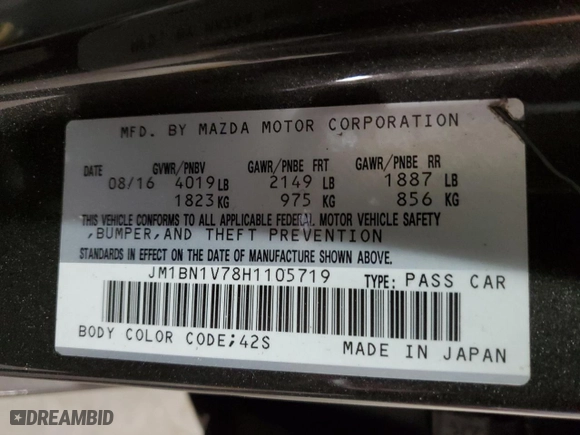 MFD. BY MAZDA MOTOR CORPORATION
DATE GVWR/PNBV GAWR/PNBE FRT GAWR/PNBE RR
08/16 4019 LB 2149 LB 1887 LB
1823 KG 975 KG 856 KG
THIS VEHICLE CONFORMS TO ALL APPLICABLE FEDERAL MOTOR VEHICLE SAFETY
,BUMPER,AND THEFT PREVENTION
STANDARDS IN EFFECT ON THE DATE OF MANUFACTURE SHOWN ABOVE.
JM1BN1V78H1105719 TYPE: PASS CAR
BODY COLOR CODE;42S MADE IN JAPAN
DREAMBID